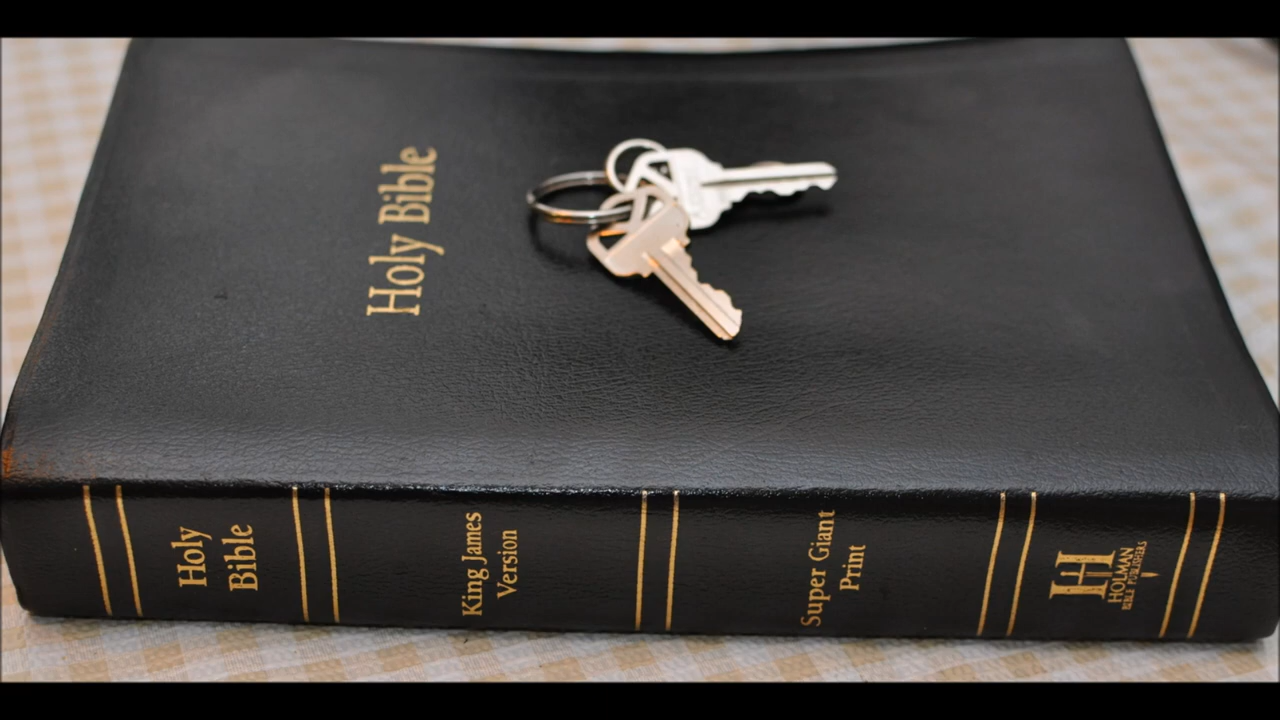 Holy Bible
Holy
Bible
King James
Version
Super Giant
Print
HOLMAN
BIBLE PUBLISHERS